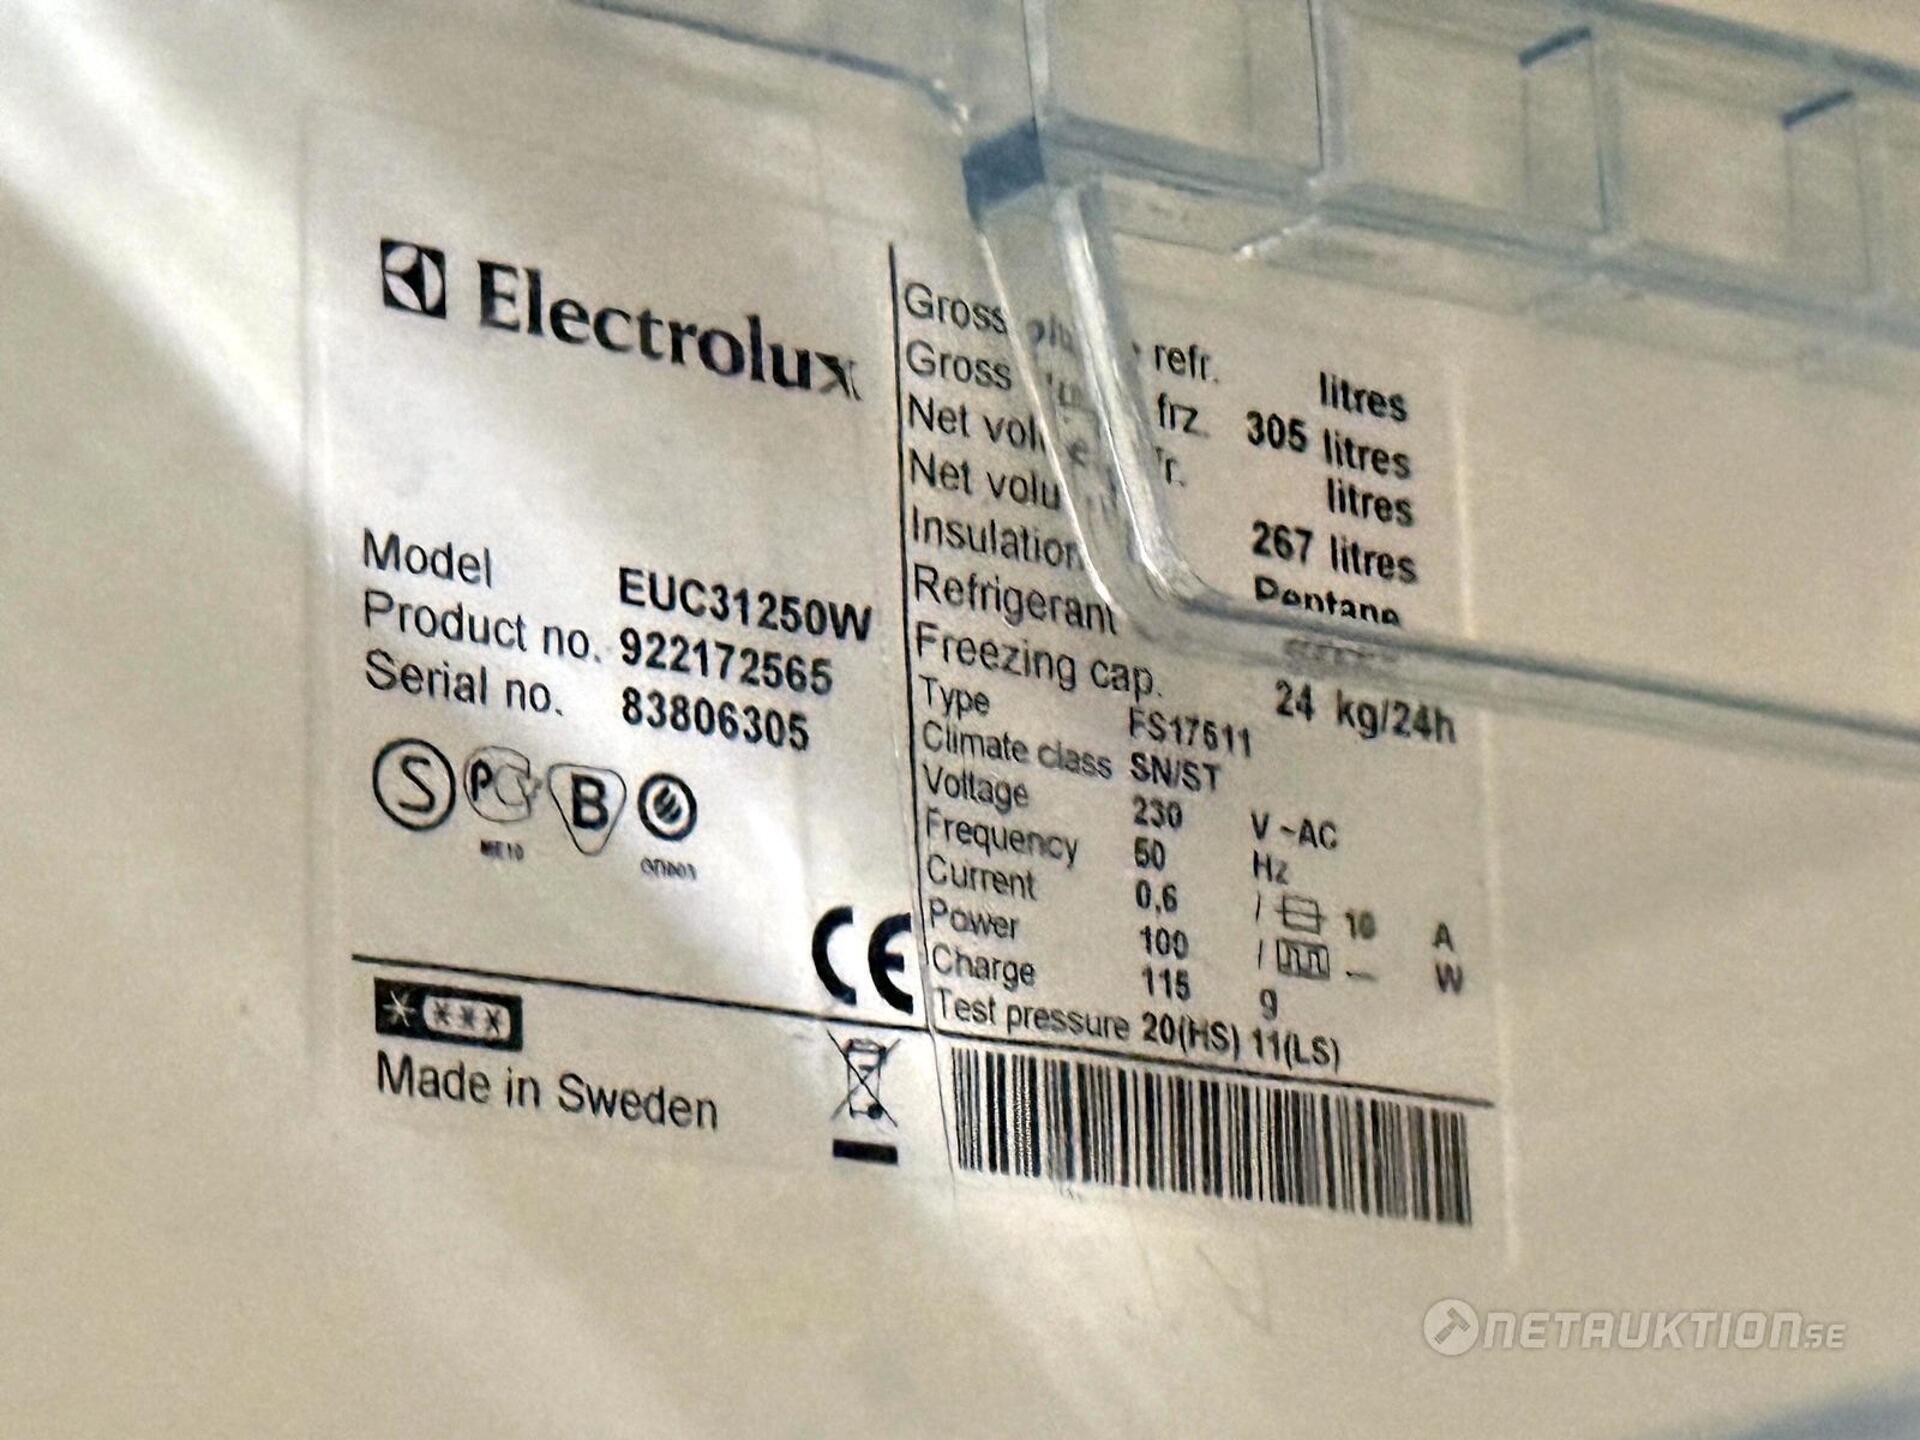 Electrolux
Model EUC31250W
Product no. 922172565
Serial no. 83806305
S
B
CE
Made in Sweden
Gross refr. litres
Gross frz. 305 litres
Net litres
Net 267 litres
Insulation Pentane
Refrigerant
Freezing cap. 24 kg/24h
Type FS17511
Climate class SN/ST
Voltage 230 V ~AC
Frequency 50 Hz
Current 0,6 / 10 A
Power 100 / — W
Charge 115 g
Test pressure 20(HS) 11(LS)
NETAUKTION.SE